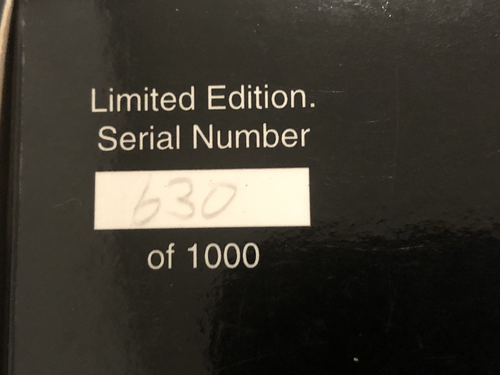 Limited Edition.
Serial Number
630
of 1000